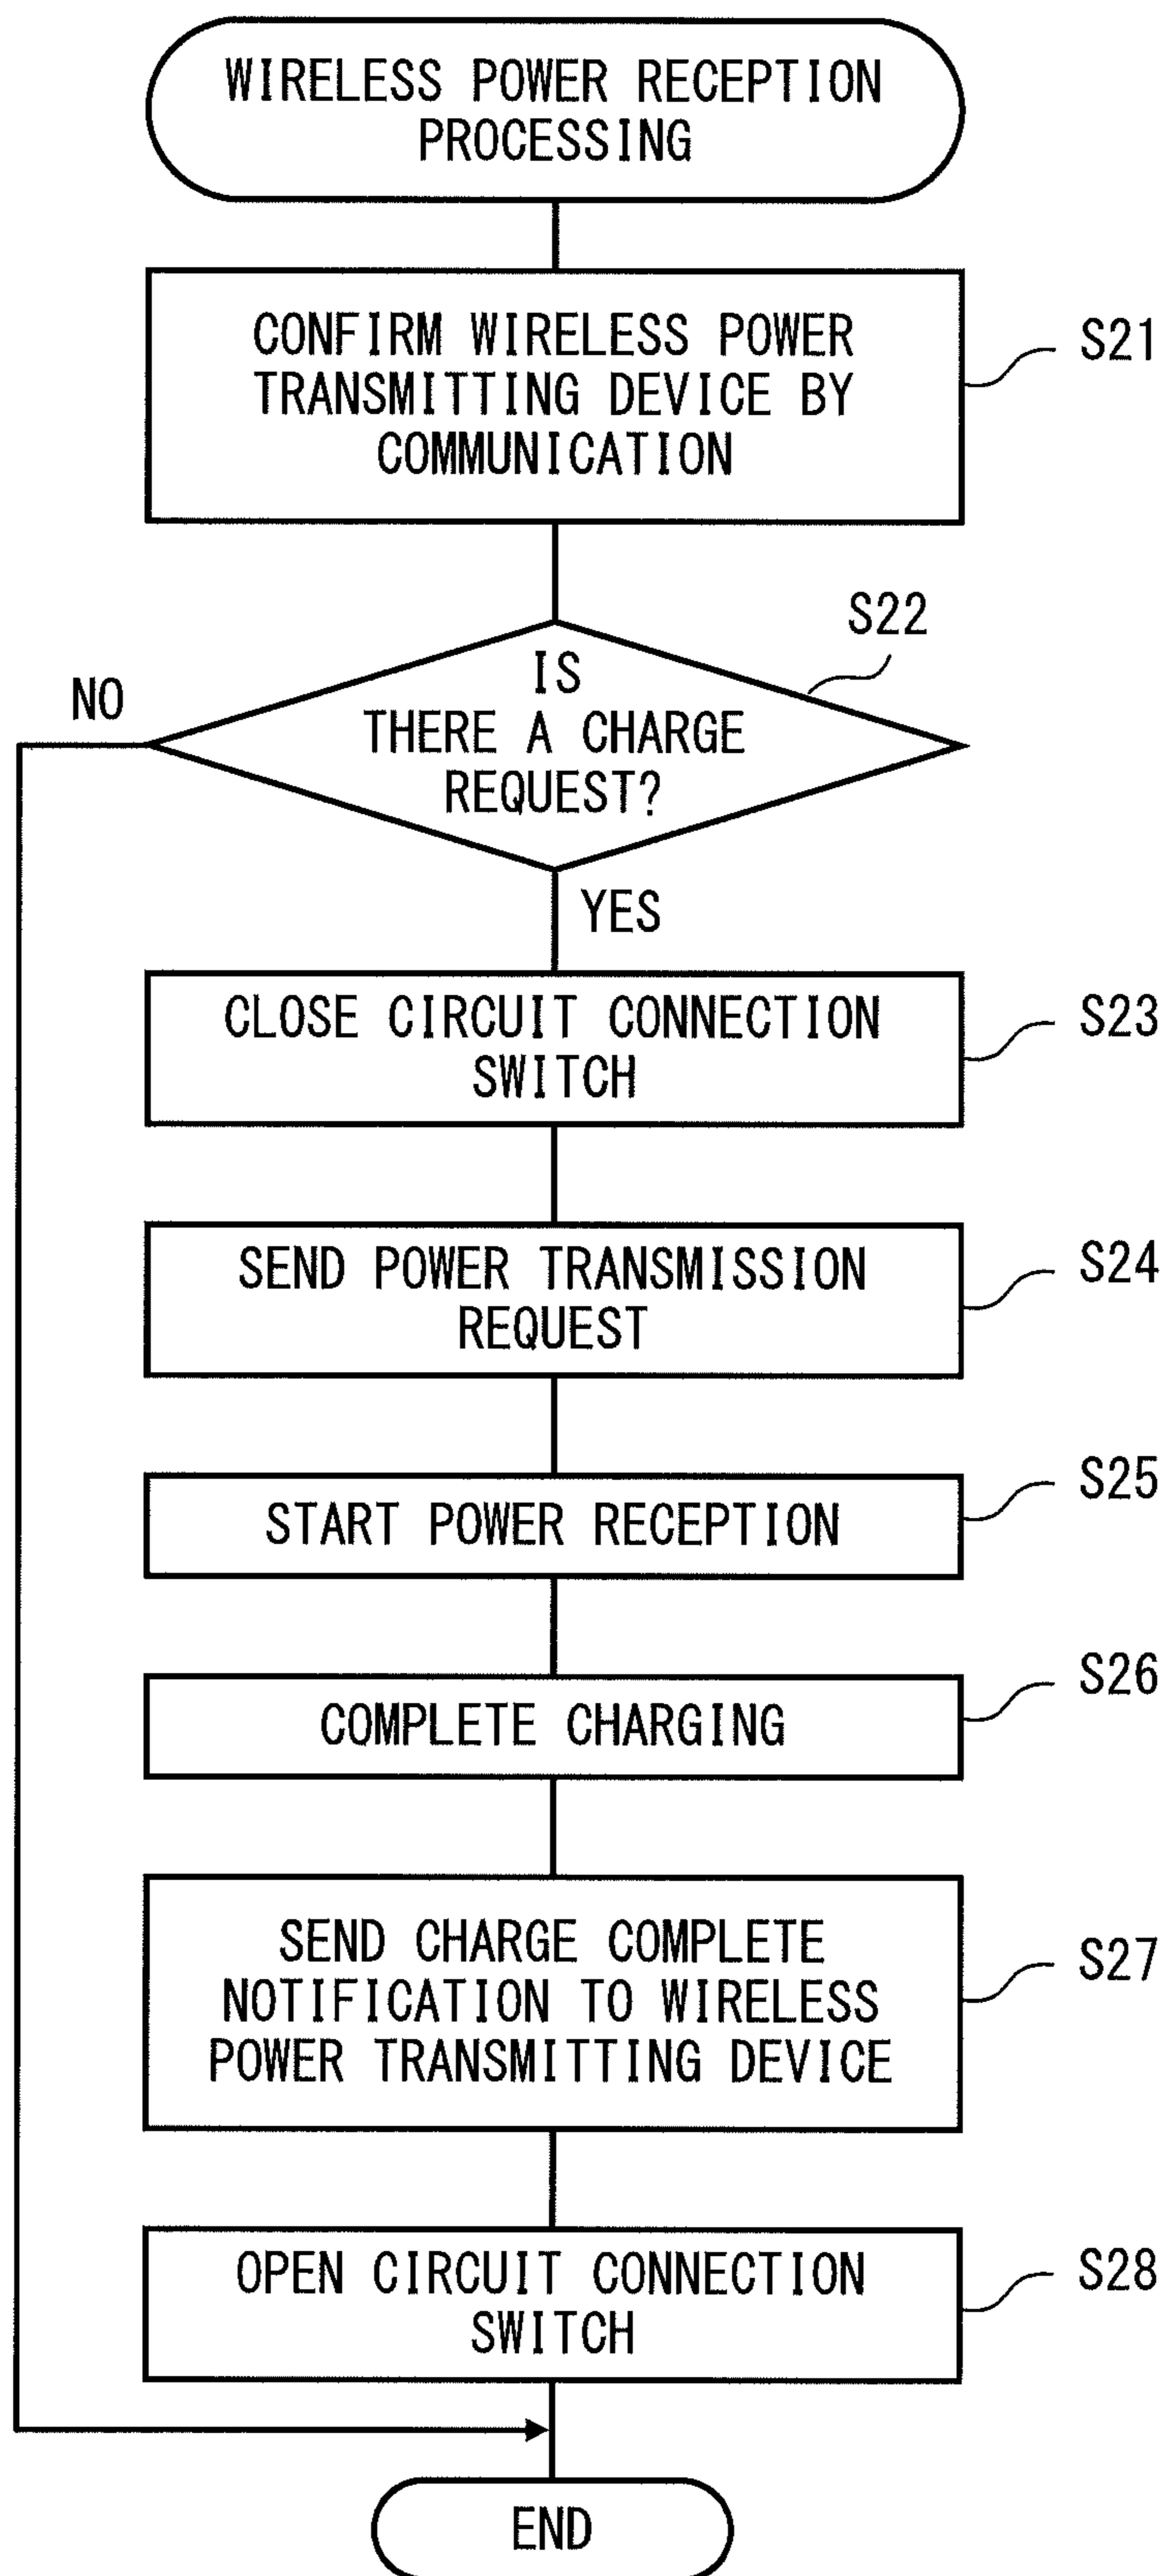 WIRELESS POWER RECEPTION
PROCESSING
CONFIRM WIRELESS POWER
TRANSMITTING DEVICE BY
COMMUNICATION
S21
S22
IS
THERE A CHARGE
REQUEST?
NO
YES
CLOSE CIRCUIT CONNECTION
SWITCH
S23
SEND POWER TRANSMISSION
REQUEST
S24
START POWER RECEPTION
S25
COMPLETE CHARGING
S26
SEND CHARGE COMPLETE
NOTIFICATION TO WIRELESS
POWER TRANSMITTING DEVICE
S27
OPEN CIRCUIT CONNECTION
SWITCH
S28
END